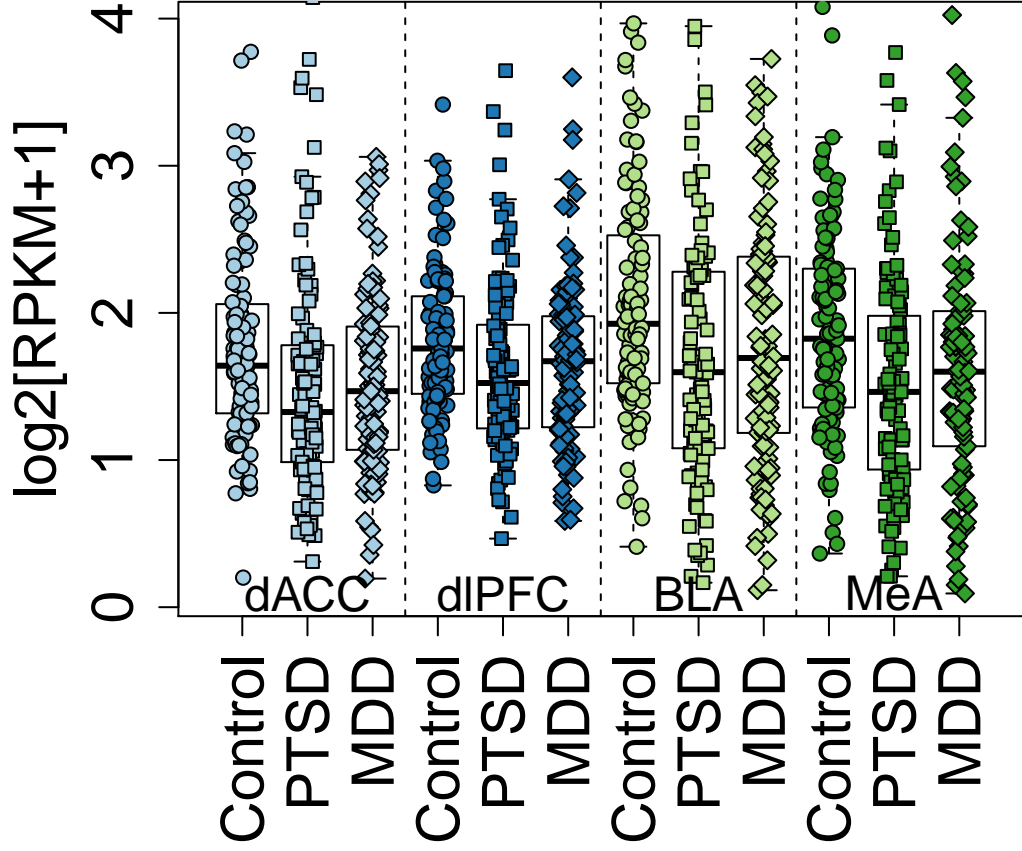 log2[RPKM+1]
4
3
2
1
0
dACC
dlPFC
BLA
MeA
Control
PTSD
MDD
Control
PTSD
MDD
Control
PTSD
MDD
Control
PTSD
MDD